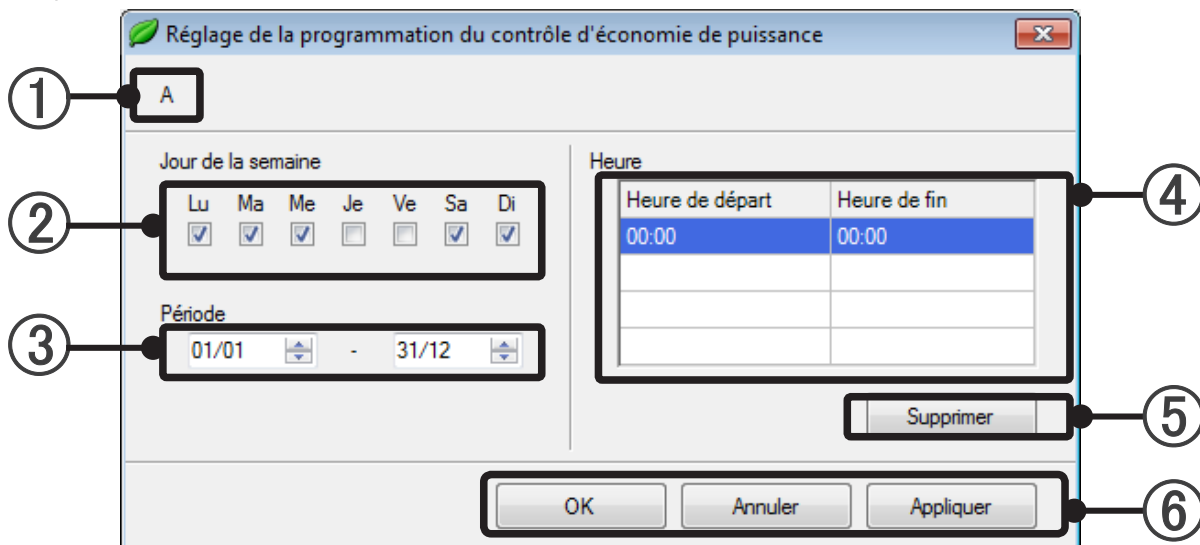 Réglage de la programmation du contrôle d'économie de puissance
① A
Jour de la semaine
② Lu Ma Me Je Ve Sa Di
Période
③ 01/01 - 31/12
Heure
④ Heure de départ Heure de fin
00:00 00:00
⑤ Supprimer
⑥ OK Annuler Appliquer